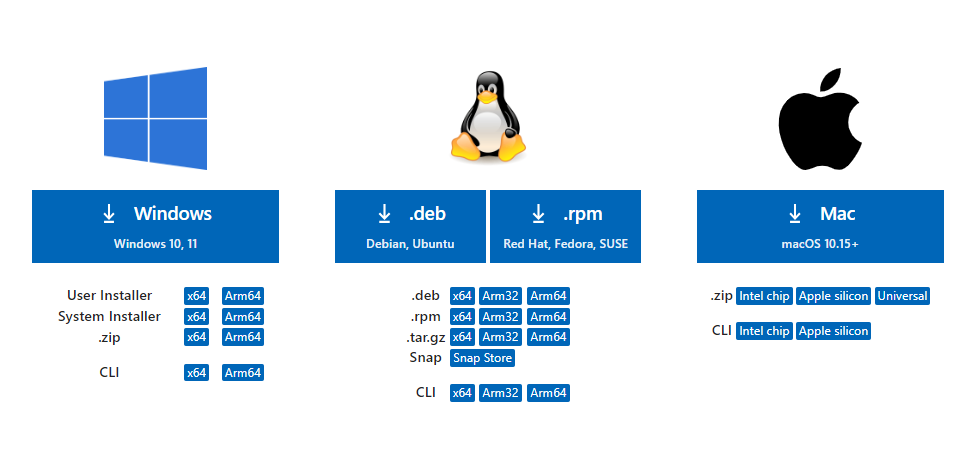 Windows
Windows 10, 11
User Installer x64 Arm64
System Installer x64 Arm64
.zip x64 Arm64
CLI x64 Arm64
.deb
Debian, Ubuntu
.rpm
Red Hat, Fedora, SUSE
.deb x64 Arm32 Arm64
.rpm x64 Arm32 Arm64
.tar.gz x64 Arm32 Arm64
Snap Snap Store
CLI x64 Arm32 Arm64
Mac
macOS 10.15+
.zip Intel chip Apple silicon Universal
CLI Intel chip Apple silicon